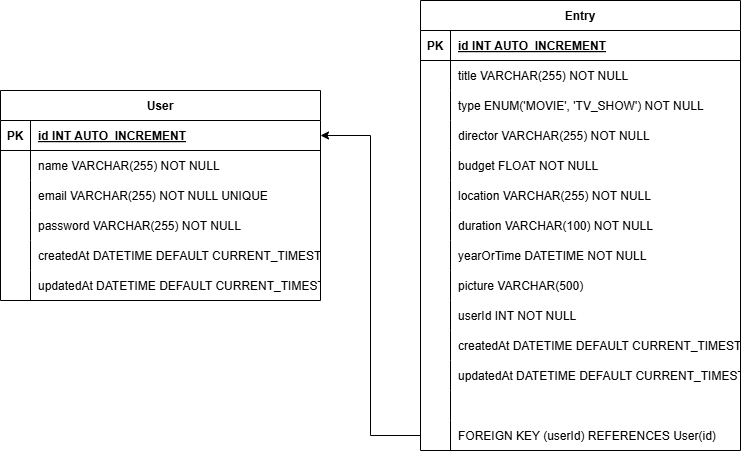 User
PK id INT AUTO_INCREMENT
name VARCHAR(255) NOT NULL
email VARCHAR(255) NOT NULL UNIQUE
password VARCHAR(255) NOT NULL
createdAt DATETIME DEFAULT CURRENT_TIMEST
updatedAt DATETIME DEFAULT CURRENT_TIMEST
Entry
PK id INT AUTO_INCREMENT
title VARCHAR(255) NOT NULL
type ENUM('MOVIE', 'TV_SHOW') NOT NULL
director VARCHAR(255) NOT NULL
budget FLOAT NOT NULL
location VARCHAR(255) NOT NULL
duration VARCHAR(100) NOT NULL
yearOrTime DATETIME NOT NULL
picture VARCHAR(500)
userId INT NOT NULL
createdAt DATETIME DEFAULT CURRENT_TIMEST
updatedAt DATETIME DEFAULT CURRENT_TIMEST
FOREIGN KEY (userId) REFERENCES User(id)